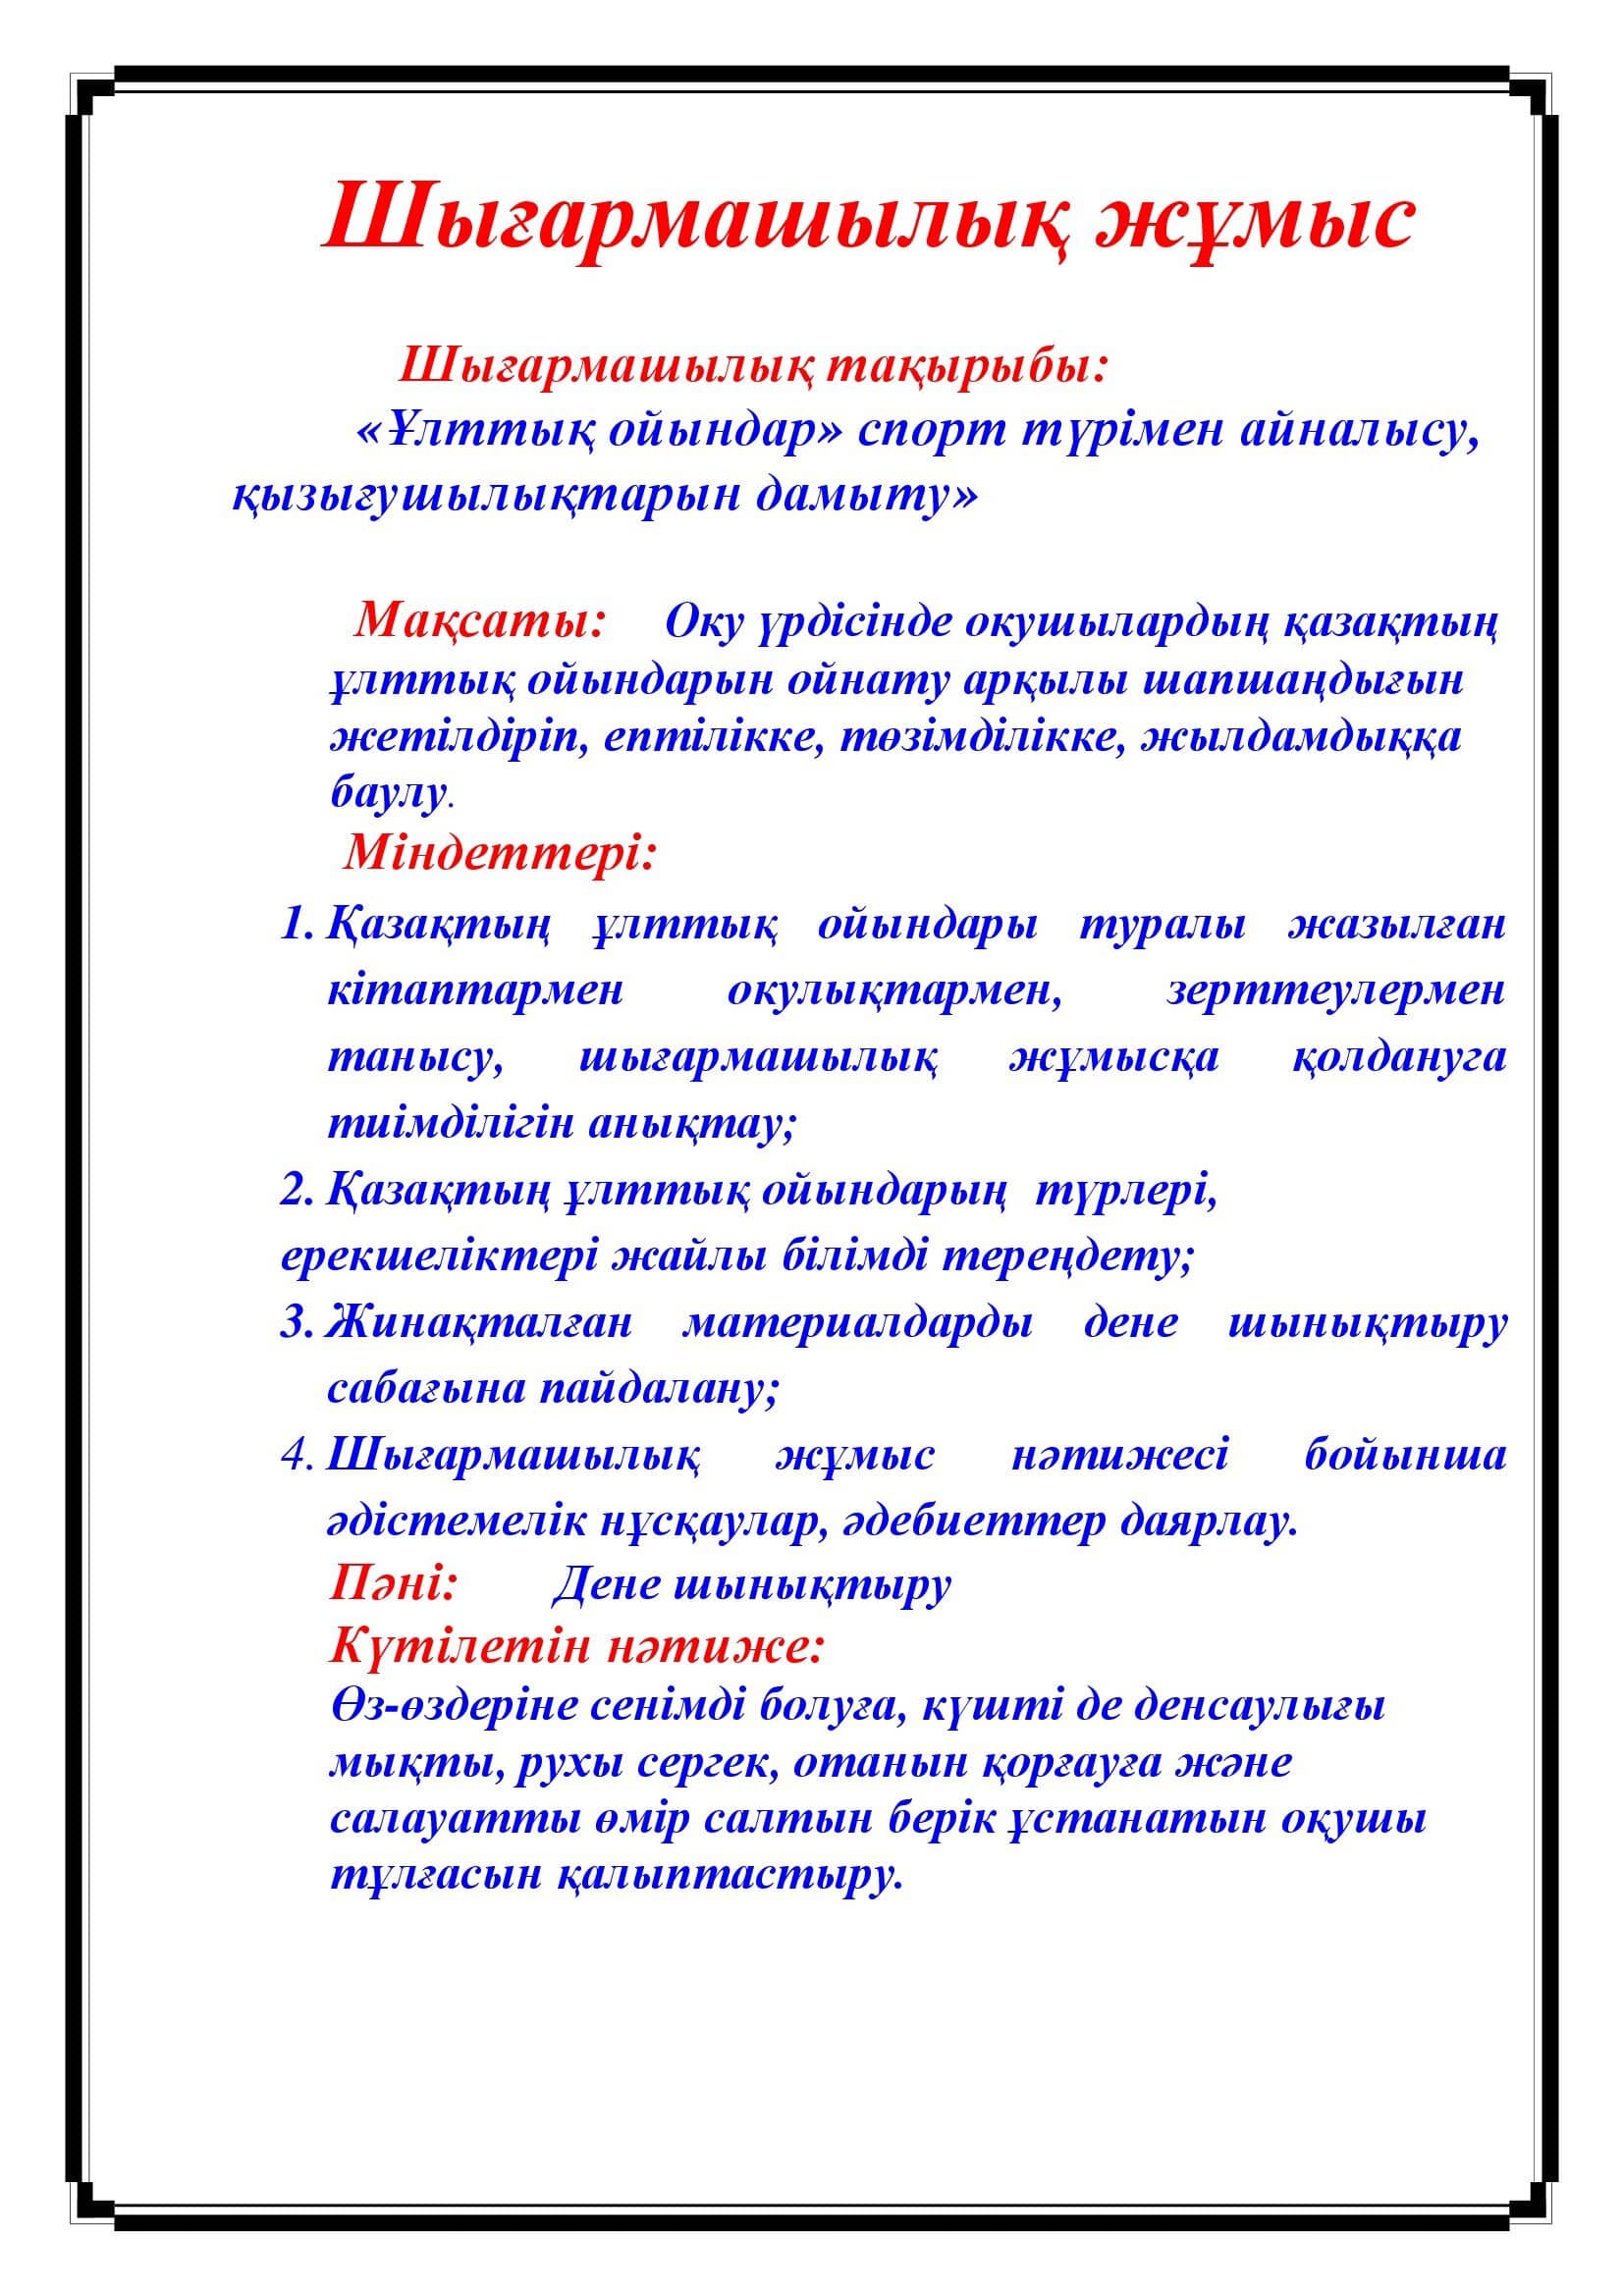 Шығармашылық жұмыс
Шығармашылық тақырыбы:
«Ұлттық ойындар» спорт түрімен айналысу,
қызығушылықтарын дамыту»
Мақсаты: Оку үрдісінде окушылардың қазақтың
ұлттық ойындарын ойнату арқылы шапшаңдығын
жетілдіріп, ептілікке, төзімділікке, жылдамдыққа
баулу.
Міндеттері:
1. Қазақтың ұлттық ойындары туралы жазылған
кітаптармен окулықтармен, зерттеулермен
танысу, шығармашылық жұмысқа қолдануга
тиімділігін анықтау;
2. Қазақтың ұлттық ойындарың түрлері,
ерекшеліктері жайлы білімді тереңдету;
3. Жинақталған материалдарды дене шынықтыру
сабағына пайдалану;
4. Шығармашылық жұмыс нәтижесі бойынша
әдістемелік нұсқаулар, әдебиеттер даярлау.
Пәні: Дене шынықтыру
Күтілетін нәтиже:
Өз-өздеріне сенімді болуға, күшті де денсаулығы
мықты, рухы сергек, отанын қорғауға және
салауатты өмір салтын берік ұстанатын оқушы
тұлғасын қалыптастыру.